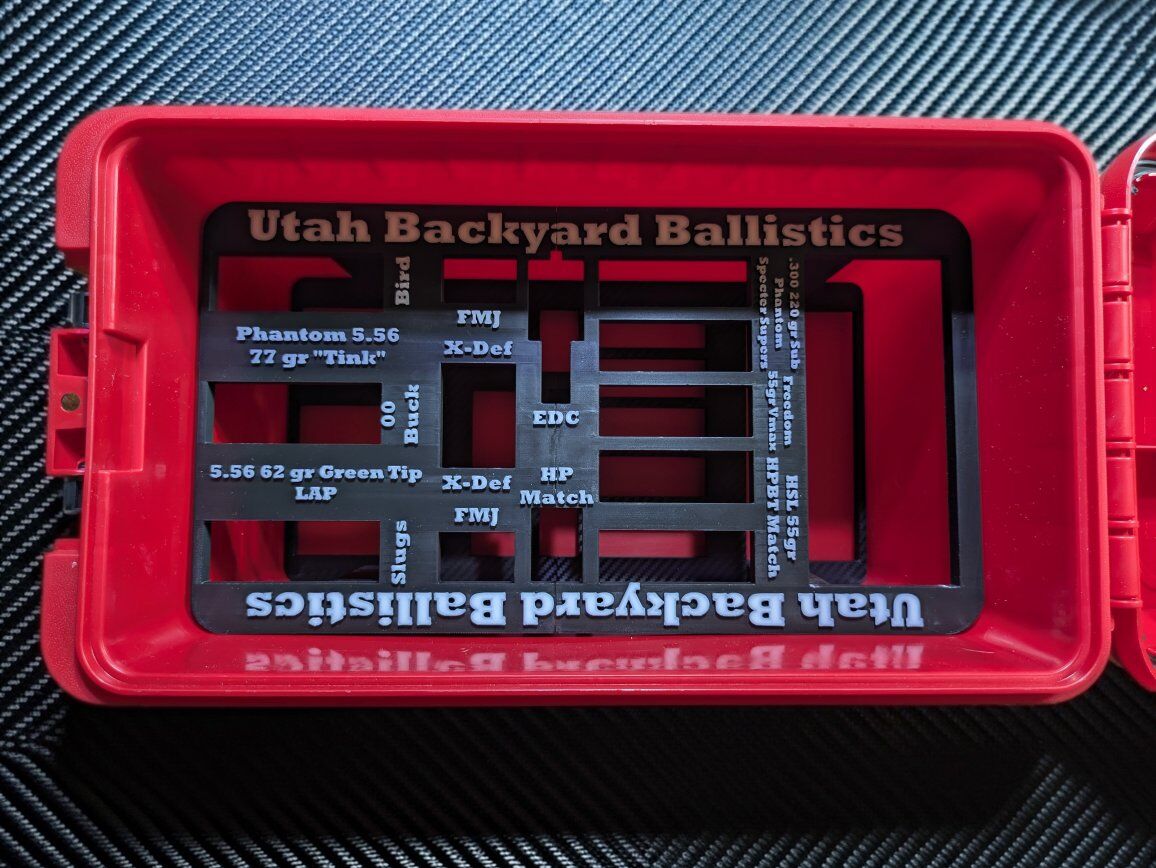 Utah Backyard Ballistics
Bird
FMJ
X-Def
Phantom 5.56
77 gr "Tink"
00
Buck
EDC
5.56 62 gr Green Tip
LAP
X-Def
FMJ
HP
Match
Slugs
.300 220 gr Sub
Phantom
Specter Supers
Freedom
55grVmax
HSL 55gr
HPBT Match
Utah Backyard Ballistics